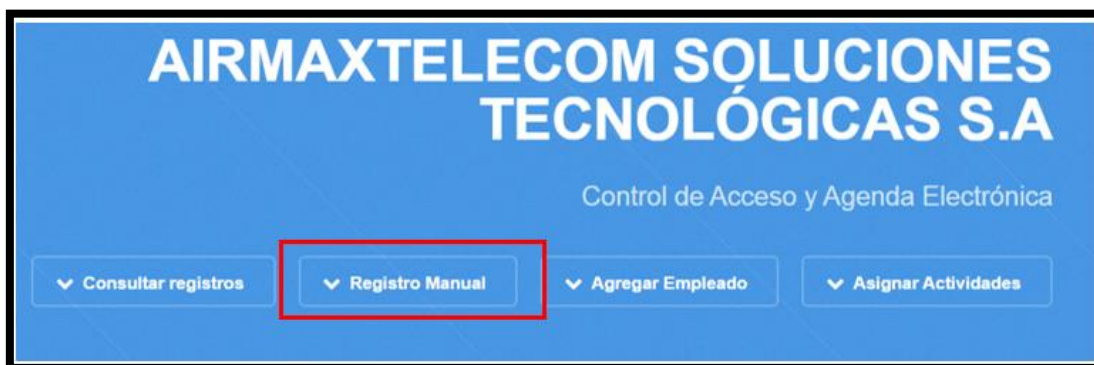 AIRMAXTELECOM SOLUCIONES
TECNOLÓGICAS S.A
Control de Acceso y Agenda Electrónica
Consultar registros
Registro Manual
Agregar Empleado
Asignar Actividades